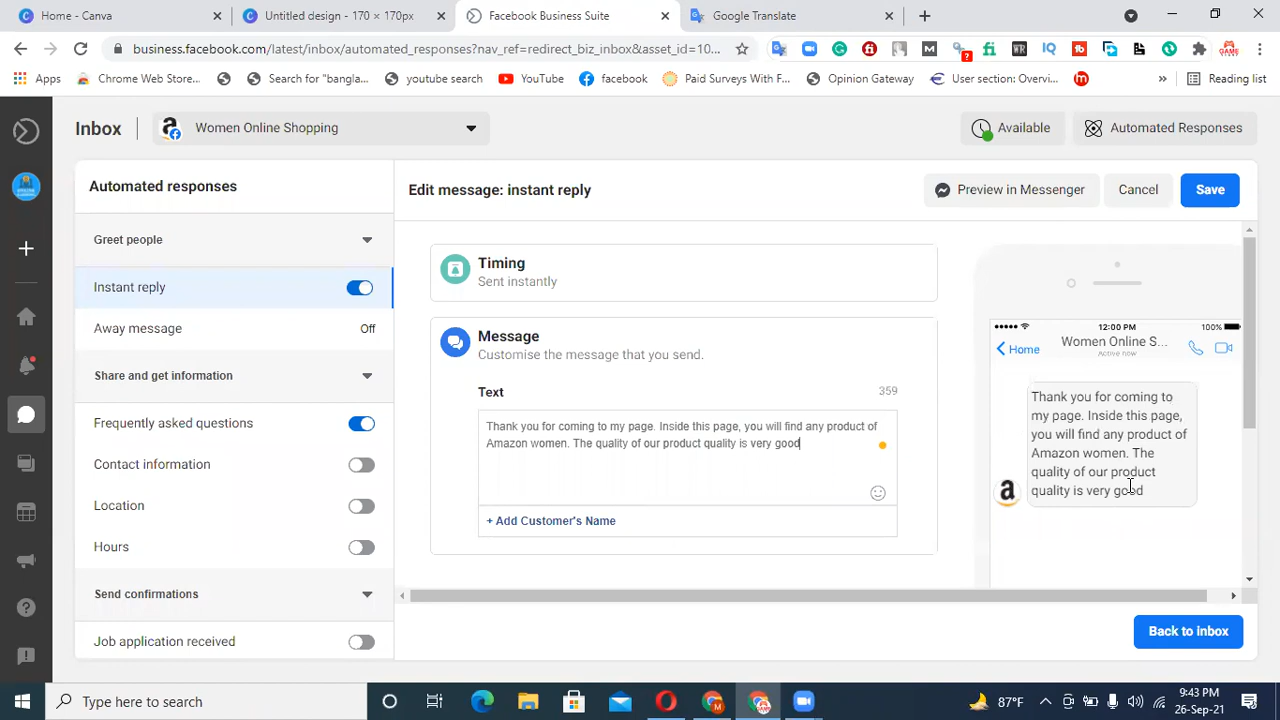 Home - Canva
Untitled design - 170 × 170px
Facebook Business Suite
Google Translate
business.facebook.com/latest/inbox/automated_responses?nav_ref=redirect_biz_inbox&asset_id=10...
Apps
Chrome Web Store...
Search for "bangla...
youtube.search
YouTube
facebook
Paid Surveys With F...
Opinion Gateway
User section: Overvi...
»
Reading list
Inbox
Women Online Shopping
Available
Automated Responses
Automated responses
Greet people
Instant reply
Away message
Off
Share and get information
Frequently asked questions
Contact information
Location
Hours
Send confirmations
Job application received
Edit message: instant reply
Preview in Messenger
Cancel
Save
Timing
Sent instantly
Message
Customise the message that you send.
Text
359
Thank you for coming to my page. Inside this page, you will find any product of
Amazon women. The quality of our product quality is very good
+ Add Customer's Name
12:00 PM
100%
Home
Women Online S...
Active now
Thank you for coming to
my page. Inside this page,
you will find any product of
Amazon women. The
quality of our product
quality is very good
Back to inbox
Type here to search
87°F
9:43 PM
26-Sep-21